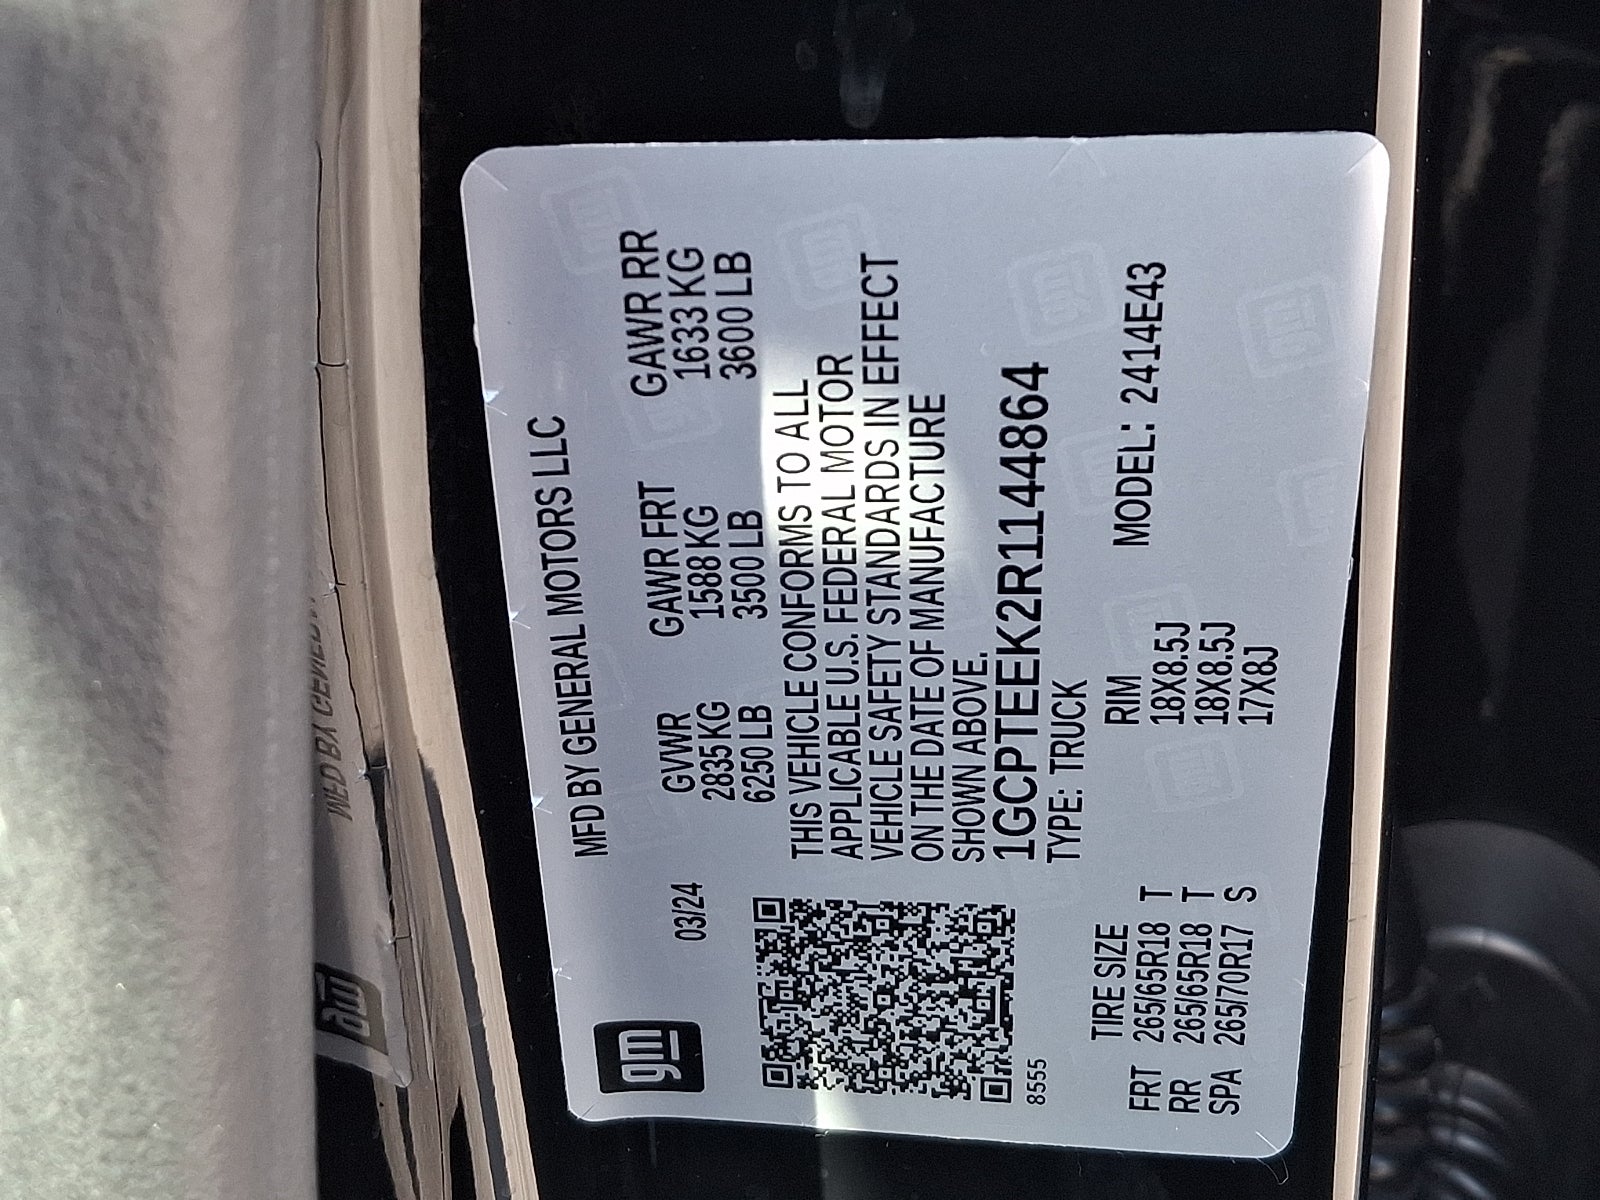 gm
MFD BY GENERAL MOTORS LLC
03/24
GVWR GAWR FRT GAWR RR
2835 KG 1588 KG 1633 KG
6250 LB 3500 LB 3600 LB
THIS VEHICLE CONFORMS TO ALL
APPLICABLE U.S. FEDERAL MOTOR
VEHICLE SAFETY STANDARDS IN EFFECT
ON THE DATE OF MANUFACTURE
SHOWN ABOVE.
1GCPTEEK2R1144864
8555
TYPE: TRUCK
MODEL: 2414E43
TIRE SIZE RIM
FRT 265/65R18 T 18X8.5J
RR 265/65R18 T 18X8.5J
SPA 265/70R17 S 17X8J